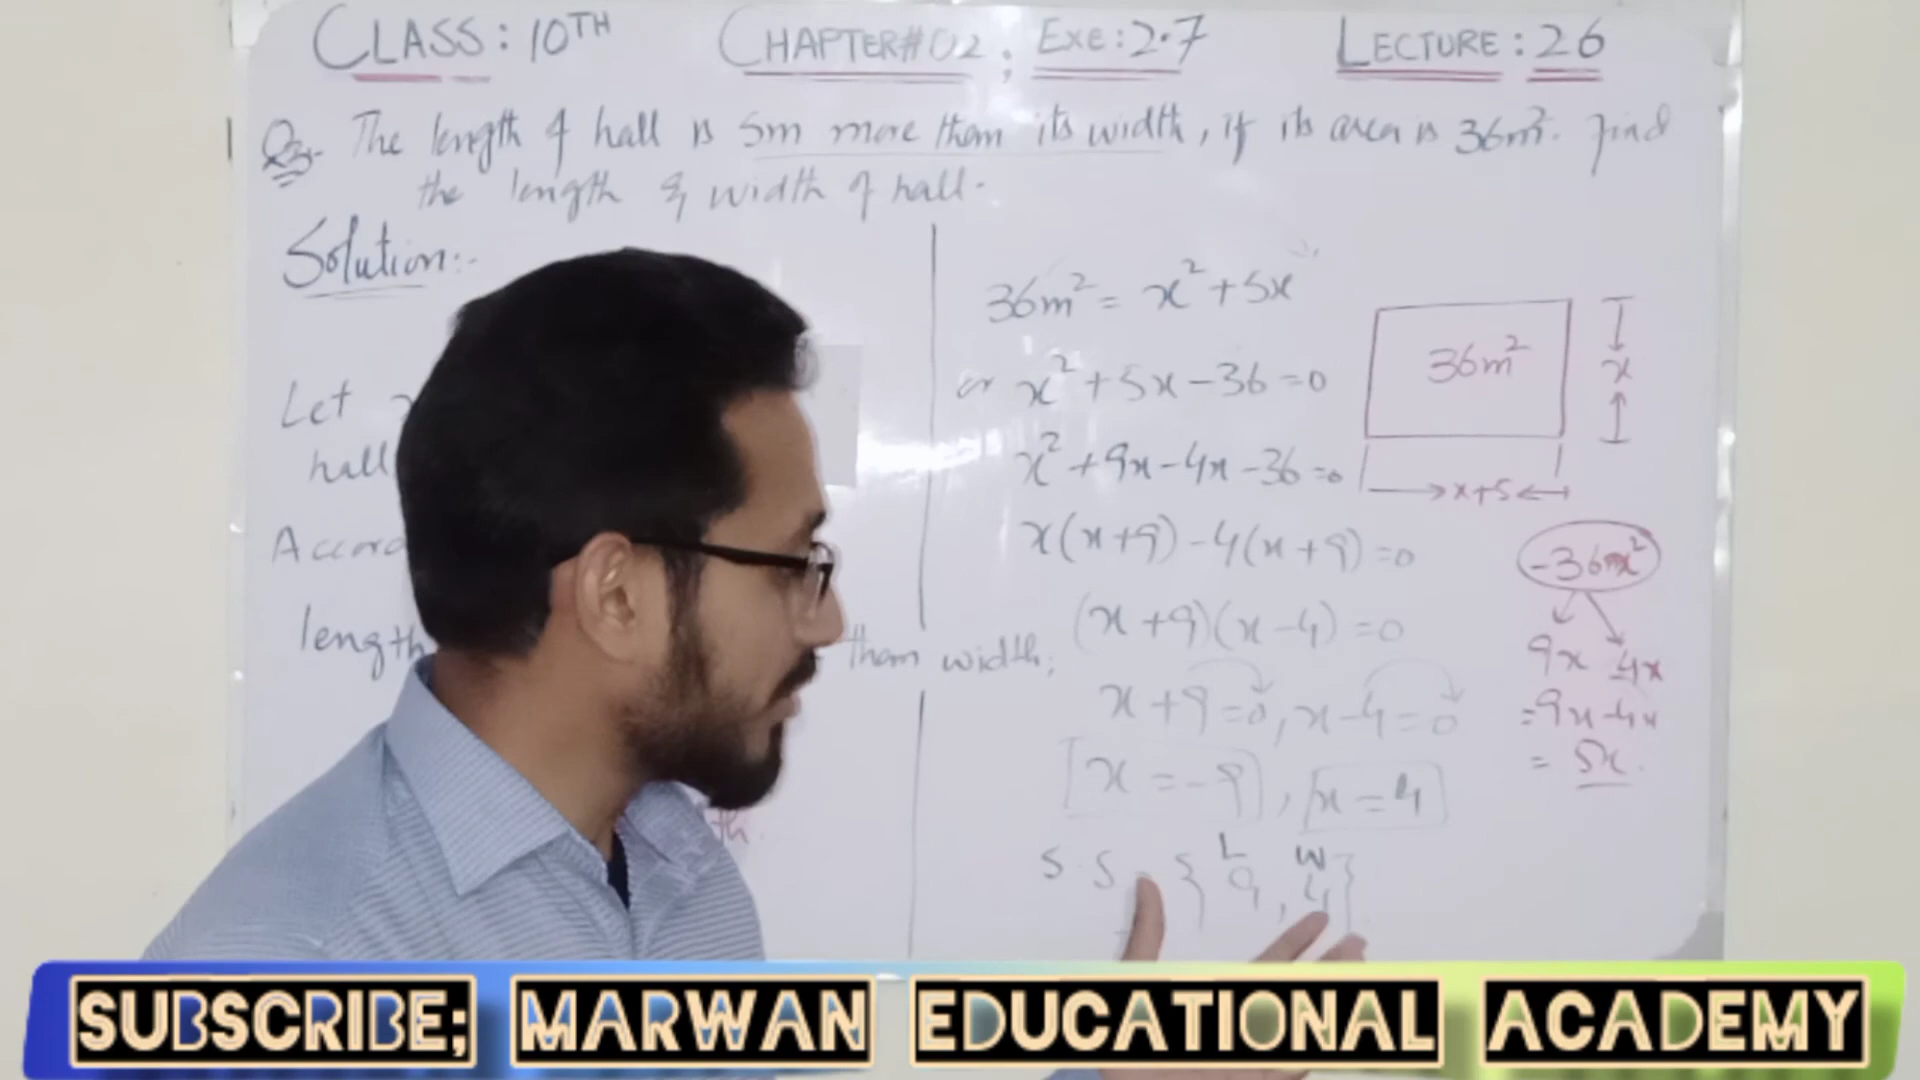 CLASS: 10TH CHAPTER#02; EXE: 2.7 LECTURE: 26
Q3. The length of hall is 5m more than its width, if its area is 36m². Find
the length & width of hall.
Solution:-
Let
hall
length
than width,
36m² = x² + 5x
or x² + 5x - 36 = 0
x² + 9x - 4x - 36 = 0
x(x+9) - 4(x+9) = 0
(x+9)(x-4) = 0
x+9=0, x-4=0
x = -9, x = 4
S.S { 9, 4 }
L W
36m²
x
x+5
-36x²
9x 4x
=9x-4x
= 5x
SUBSCRIBE; MARWAN EDUCATIONAL ACADEMY